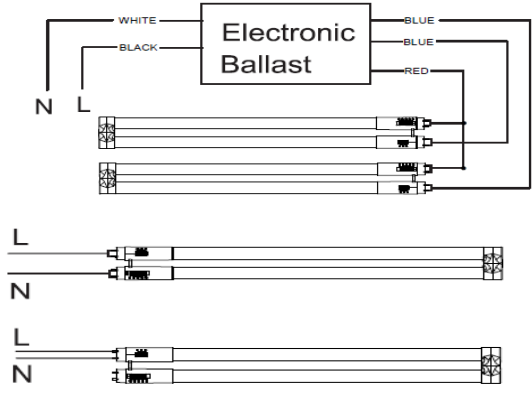 WHITE
BLACK
Electronic
Ballast
BLUE
BLUE
RED
N
L
L
N
L
N